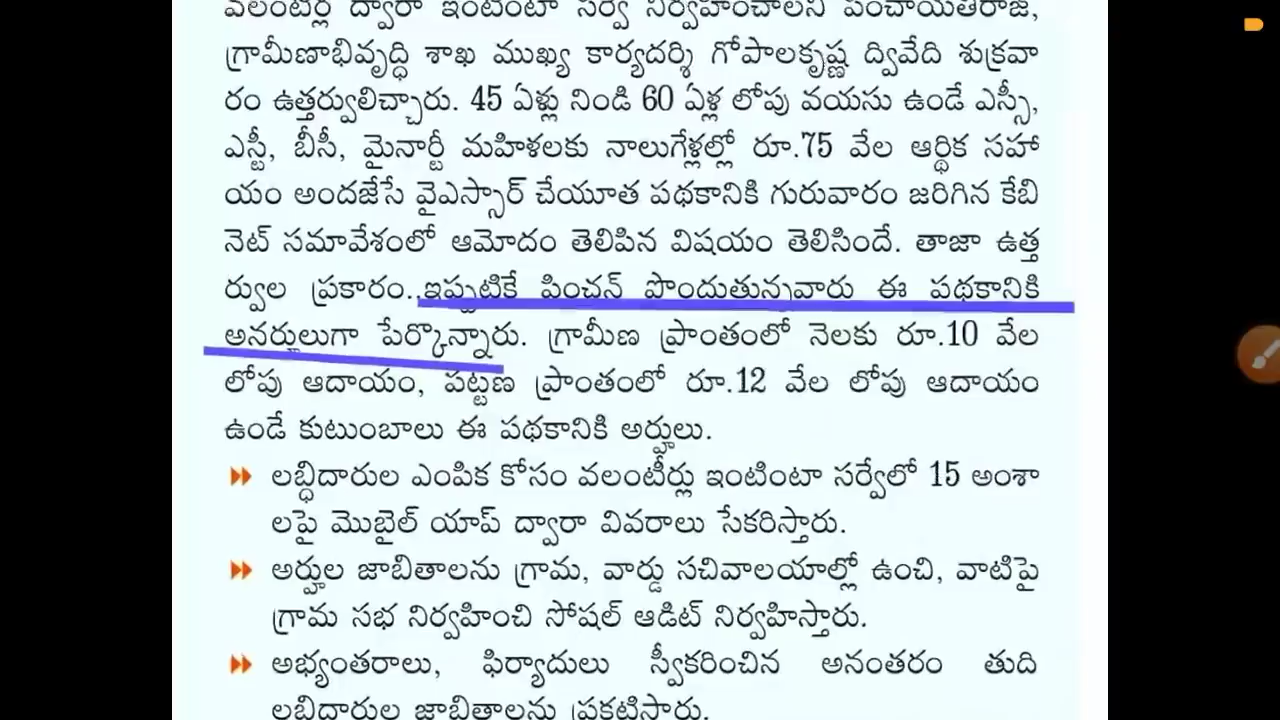 వలంటీర్ల ద్వారా ఇంటింటా సర్వే నిర్వహించాలని పంచాయతీరాజ్,
గ్రామీణాభివృద్ధి శాఖ ముఖ్య కార్యదర్శి గోపాలకృష్ణ ద్వివేది శుక్రవా
రం ఉత్తర్వులిచ్చారు. 45 ఏళ్లు నిండి 60 ఏళ్ల లోపు వయసు ఉండే ఎస్సీ,
ఎస్టీ, బీసీ, మైనార్టీ మహిళలకు నాలుగేళ్లల్లో రూ.75 వేల ఆర్థిక సహా
యం అందజేసే వైఎస్సార్ చేయూత పథకానికి గురువారం జరిగిన కేబి
నెట్ సమావేశంలో ఆమోదం తెలిపిన విషయం తెలిసిందే. తాజా ఉత్త
ర్వుల ప్రకారం..ఇప్పటికే పింఛన్ పొందుతున్నవారు ఈ పథకానికి
అనర్హులుగా పేర్కొన్నారు. గ్రామీణ ప్రాంతంలో నెలకు రూ.10 వేల
లోపు ఆదాయం, పట్టణ ప్రాంతంలో రూ.12 వేల లోపు ఆదాయం
ఉండే కుటుంబాలు ఈ పథకానికి అర్హులు.
లబ్ధిదారుల ఎంపిక కోసం వలంటీర్లు ఇంటింటా సర్వేలో 15 అంశా
లపై మొబైల్ యాప్ ద్వారా వివరాలు సేకరిస్తారు.
అర్హుల జాబితాలను గ్రామ, వార్డు సచివాలయాల్లో ఉంచి, వాటిపై
గ్రామ సభ నిర్వహించి సోషల్ ఆడిట్ నిర్వహిస్తారు.
అభ్యంతరాలు, ఫిర్యాదులు స్వీకరించిన అనంతరం తుది
లబ్ధిదారుల జాబితాలను ప్రకటిస్తారు.